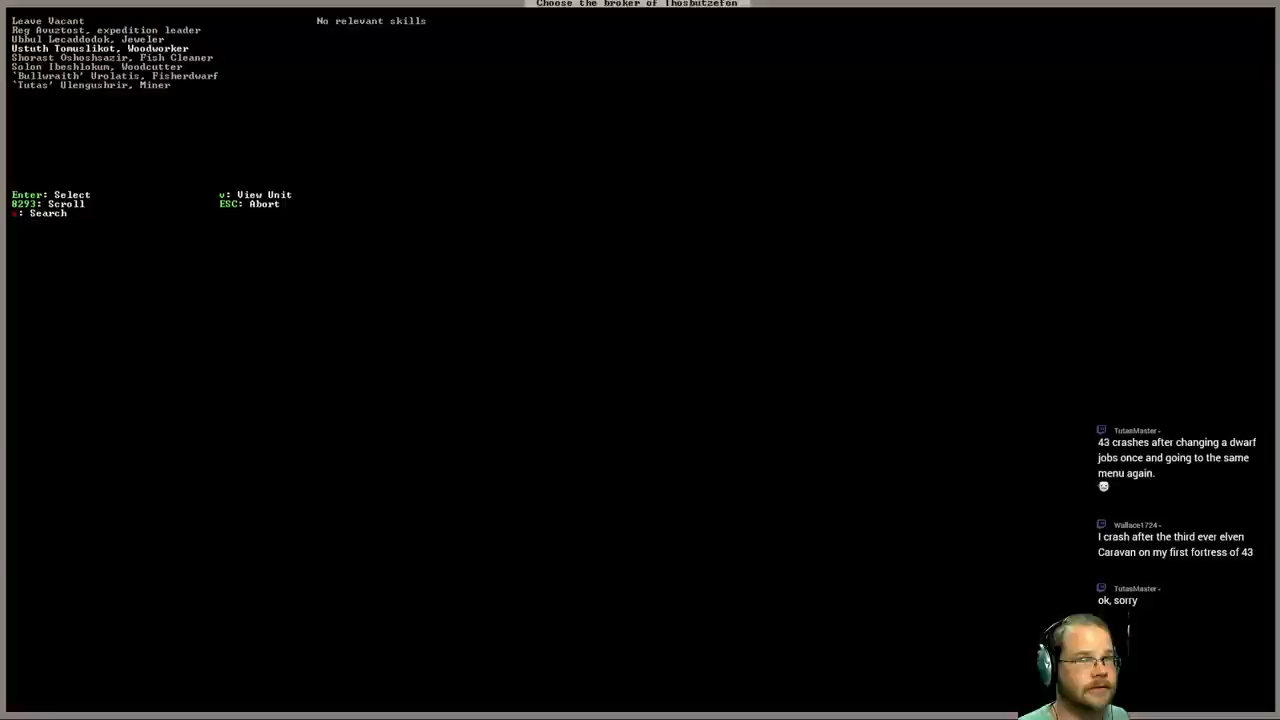 Choose the broker of Thosbutzefon
Leave Vacant
No relevant skills
Reg Avuztost, expedition leader
Ubbul Lecaddodok, Jeweler
Ustuth Tomuslikot, Woodworker
Shorast Oshoshsazir, Fish Cleaner
Solon Ibeshlokum, Woodcutter
`Bullwraith' Urolatis, Fisherdwarf
`Tutas' Ulengushrir, Miner
Enter: Select
v: View Unit
8293: Scroll
ESC: Abort
s: Search
TutasMaster -
43 crashes after changing a dwarf
jobs once and going to the same
menu again.
Wallace1724 -
I crash after the third ever elven
Caravan on my first fortress of 43
TutasMaster -
ok, sorry